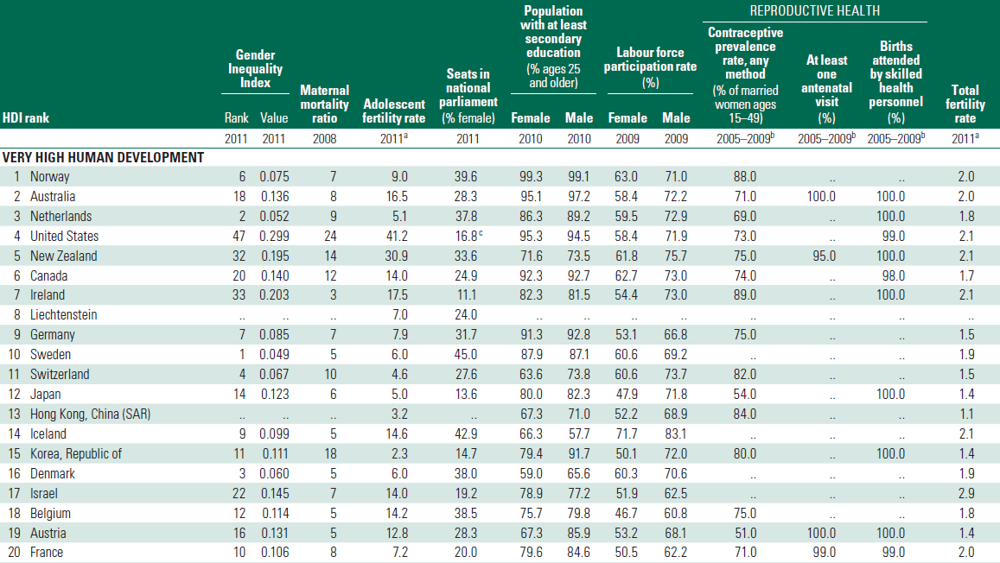 REPRODUCTIVE HEALTH
Gender Inequality Index
Maternal mortality ratio
Adolescent fertility rate
Seats in national parliament (% female)
Population with at least secondary education (% ages 25 and older)
Labour force participation rate (%)
Contraceptive prevalence rate, any method (% of married women ages 15–49)
At least one antenatal visit (%)
Births attended by skilled health personnel (%)
Total fertility rate
HDI rank Rank Value Female Male Female Male
2011 2011 2008 2011a 2011 2010 2010 2009 2009 2005–2009b 2005–2009b 2005–2009b 2011a
VERY HIGH HUMAN DEVELOPMENT
1 Norway 6 0.075 7 9.0 39.6 99.3 99.1 63.0 71.0 88.0 .. .. 2.0
2 Australia 18 0.136 8 16.5 28.3 95.1 97.2 58.4 72.2 71.0 100.0 100.0 2.0
3 Netherlands 2 0.052 9 5.1 37.8 86.3 89.2 59.5 72.9 69.0 .. 100.0 1.8
4 United States 47 0.299 24 41.2 16.8c 95.3 94.5 58.4 71.9 73.0 .. 99.0 2.1
5 New Zealand 32 0.195 14 30.9 33.6 71.6 73.5 61.8 75.7 75.0 95.0 100.0 2.1
6 Canada 20 0.140 12 14.0 24.9 92.3 92.7 62.7 73.0 74.0 .. 98.0 1.7
7 Ireland 33 0.203 3 17.5 11.1 82.3 81.5 54.4 73.0 89.0 .. 100.0 2.1
8 Liechtenstein .. .. .. 7.0 24.0 .. .. .. .. .. .. .. ..
9 Germany 7 0.085 7 7.9 31.7 91.3 92.8 53.1 66.8 75.0 .. .. 1.5
10 Sweden 1 0.049 5 6.0 45.0 87.9 87.1 60.6 69.2 .. .. .. 1.9
11 Switzerland 4 0.067 10 4.6 27.6 63.6 73.8 60.6 73.7 82.0 .. .. 1.5
12 Japan 14 0.123 6 5.0 13.6 80.0 82.3 47.9 71.8 54.0 .. 100.0 1.4
13 Hong Kong, China (SAR) .. .. .. 3.2 .. 67.3 71.0 52.2 68.9 84.0 .. .. 1.1
14 Iceland 9 0.099 5 14.6 42.9 66.3 57.7 71.7 83.1 .. .. .. 2.1
15 Korea, Republic of 11 0.111 18 2.3 14.7 79.4 91.7 50.1 72.0 80.0 .. 100.0 1.4
16 Denmark 3 0.060 5 6.0 38.0 59.0 65.6 60.3 70.6 .. .. .. 1.9
17 Israel 22 0.145 7 14.0 19.2 78.9 77.2 51.9 62.5 .. .. .. 2.9
18 Belgium 12 0.114 5 14.2 38.5 75.7 79.8 46.7 60.8 75.0 .. .. 1.8
19 Austria 16 0.131 5 12.8 28.3 67.3 85.9 53.2 68.1 51.0 100.0 100.0 1.4
20 France 10 0.106 8 7.2 20.0 79.6 84.6 50.5 62.2 71.0 99.0 99.0 2.0